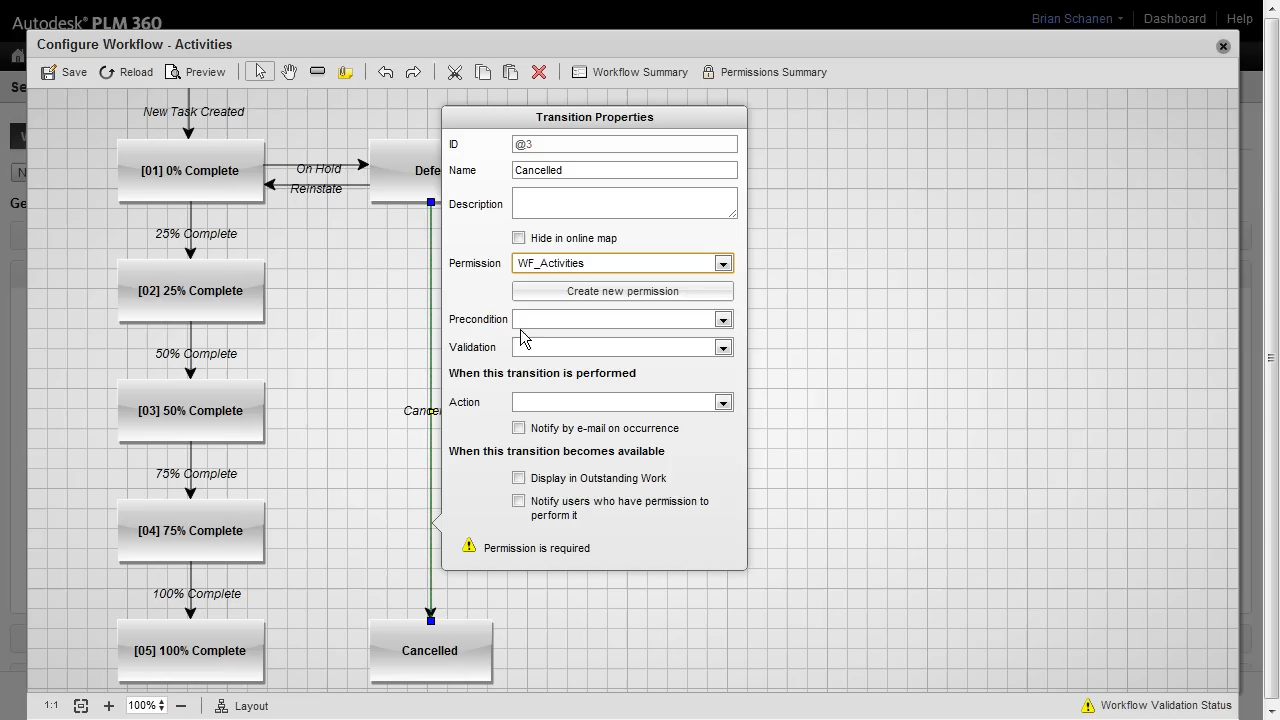 Autodesk® PLM 360
Brian Schanen
Dashboard
Help
Configure Workflow - Activities
Save
Reload
Preview
Workflow Summary
Permissions Summary
New Task Created
[01] 0% Complete
On Hold
Reinstate
Defe
25% Complete
[02] 25% Complete
50% Complete
[03] 50% Complete
75% Complete
[04] 75% Complete
100% Complete
[05] 100% Complete
Cancel
Cancelled
Transition Properties
ID @3
Name Cancelled
Description
Hide in online map
Permission WF_Activities
Create new permission
Precondition
Validation
When this transition is performed
Action
Notify by e-mail on occurrence
When this transition becomes available
Display in Outstanding Work
Notify users who have permission to
perform it
Permission is required
1:1
100%
Layout
Workflow Validation Status